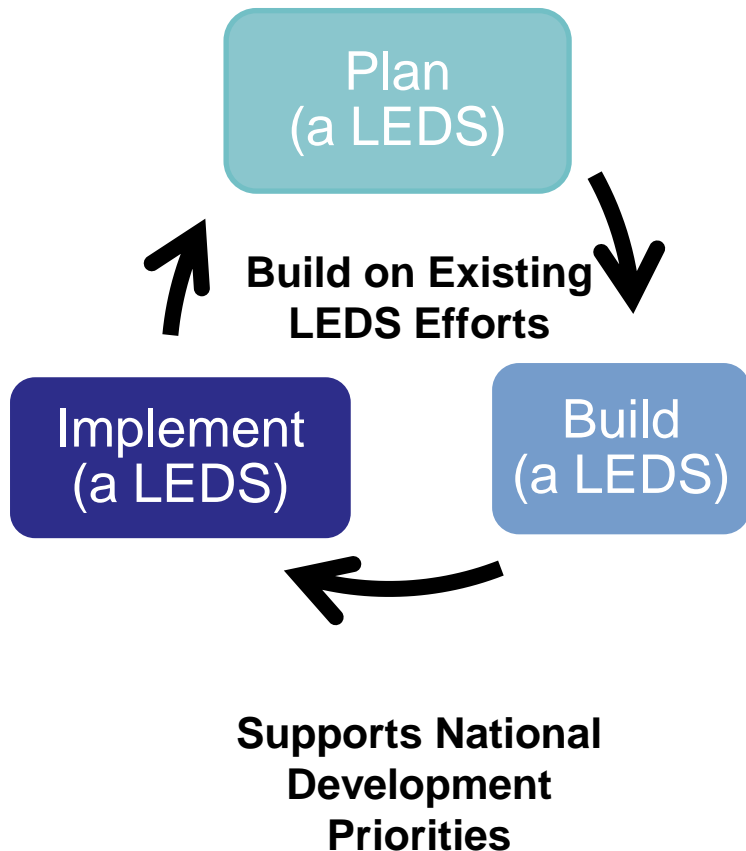 Plan
(a LEDS)
Build on Existing
LEDS Efforts
Implement
(a LEDS)
Build
(a LEDS)
Supports National
Development
Priorities